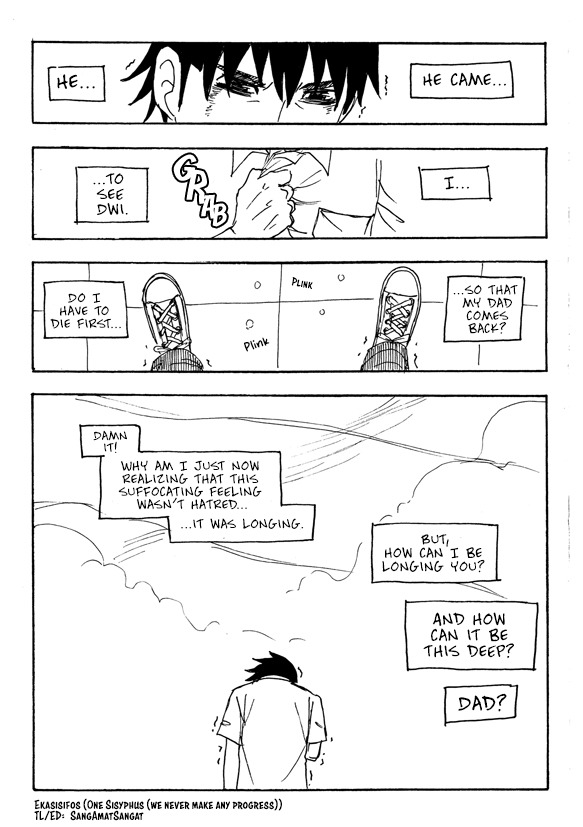 HE...
HE CAME...
...TO
SEE
DWI.
GRAB
I...
DO I
HAVE TO
DIE FIRST...
PLINK
Plink
...SO THAT
MY DAD
COMES
BACK?
DAMN
IT!
WHY AM I JUST NOW
REALIZING THAT THIS
SUFFOCATING FEELING
WASN'T HATRED...
...IT WAS LONGING.
BUT,
HOW CAN I BE
LONGING YOU?
AND HOW
CAN IT BE
THIS DEEP?
DAD?
EKASISIFOS (ONE SISYPHUS (WE NEVER MAKE ANY PROGRESS))
TL/ED: SANGAMATSANGAT